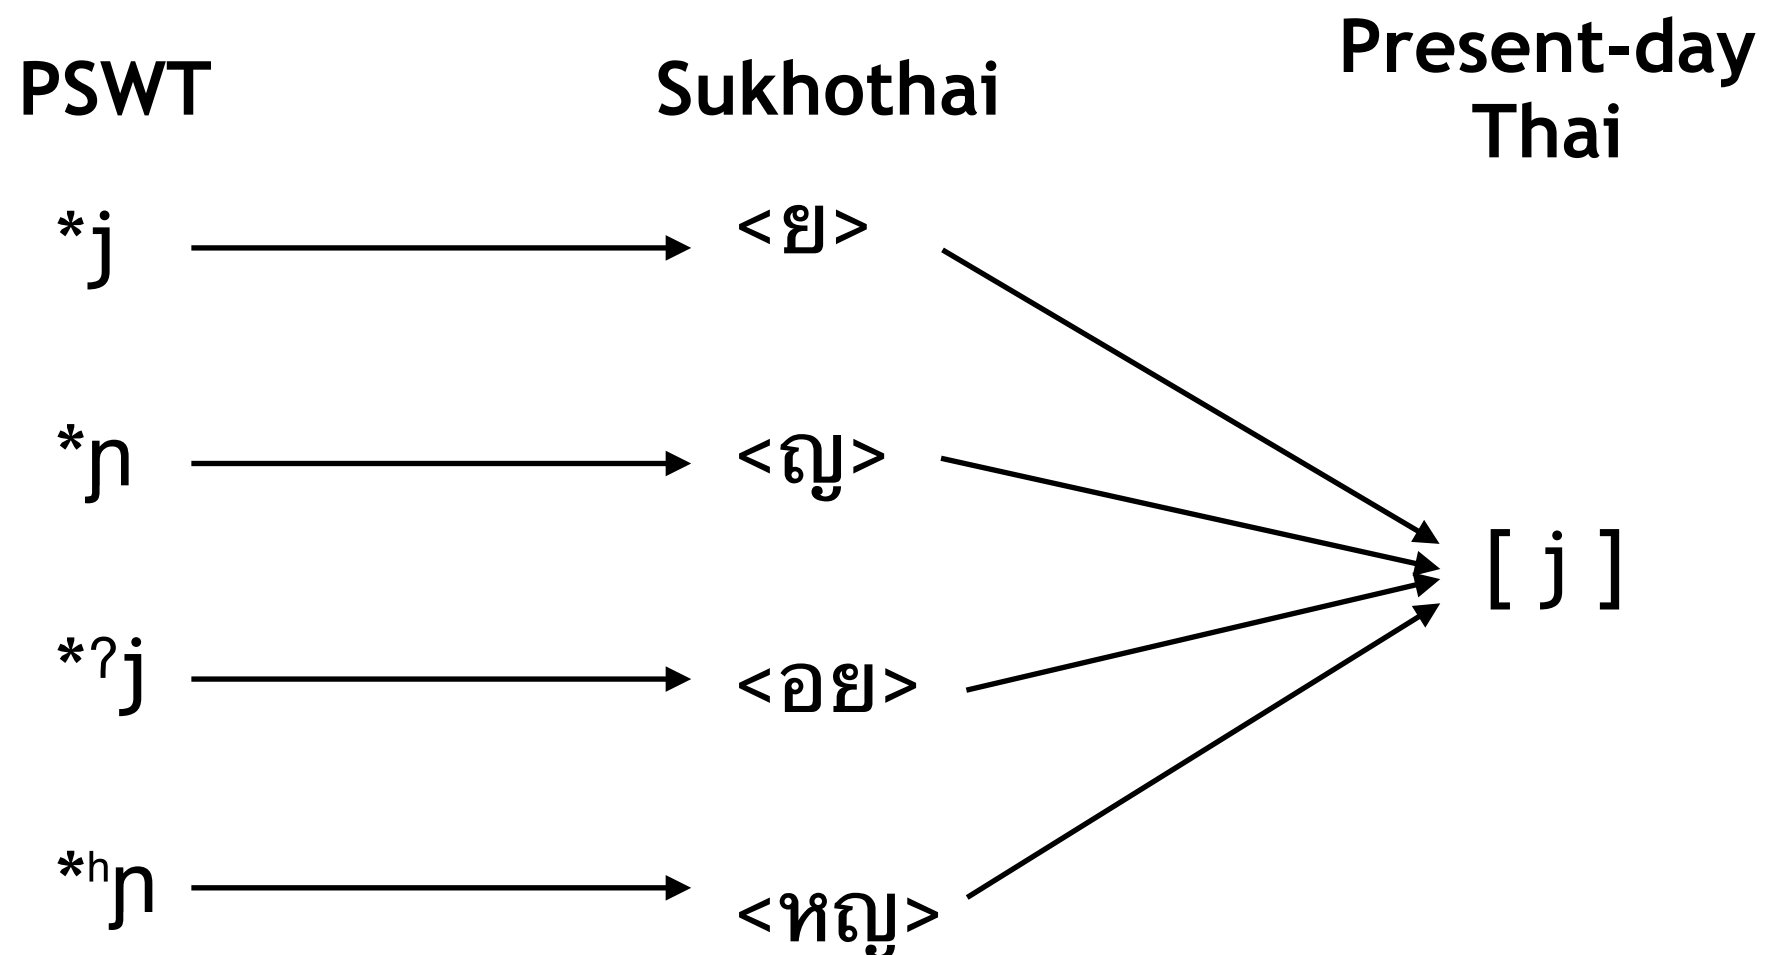 PSWT Sukhothai Present-day Thai
*j <ย>
*ɲ <ญ>
[ j ]
*ˀj <อย>
*ʰɲ <หญ>